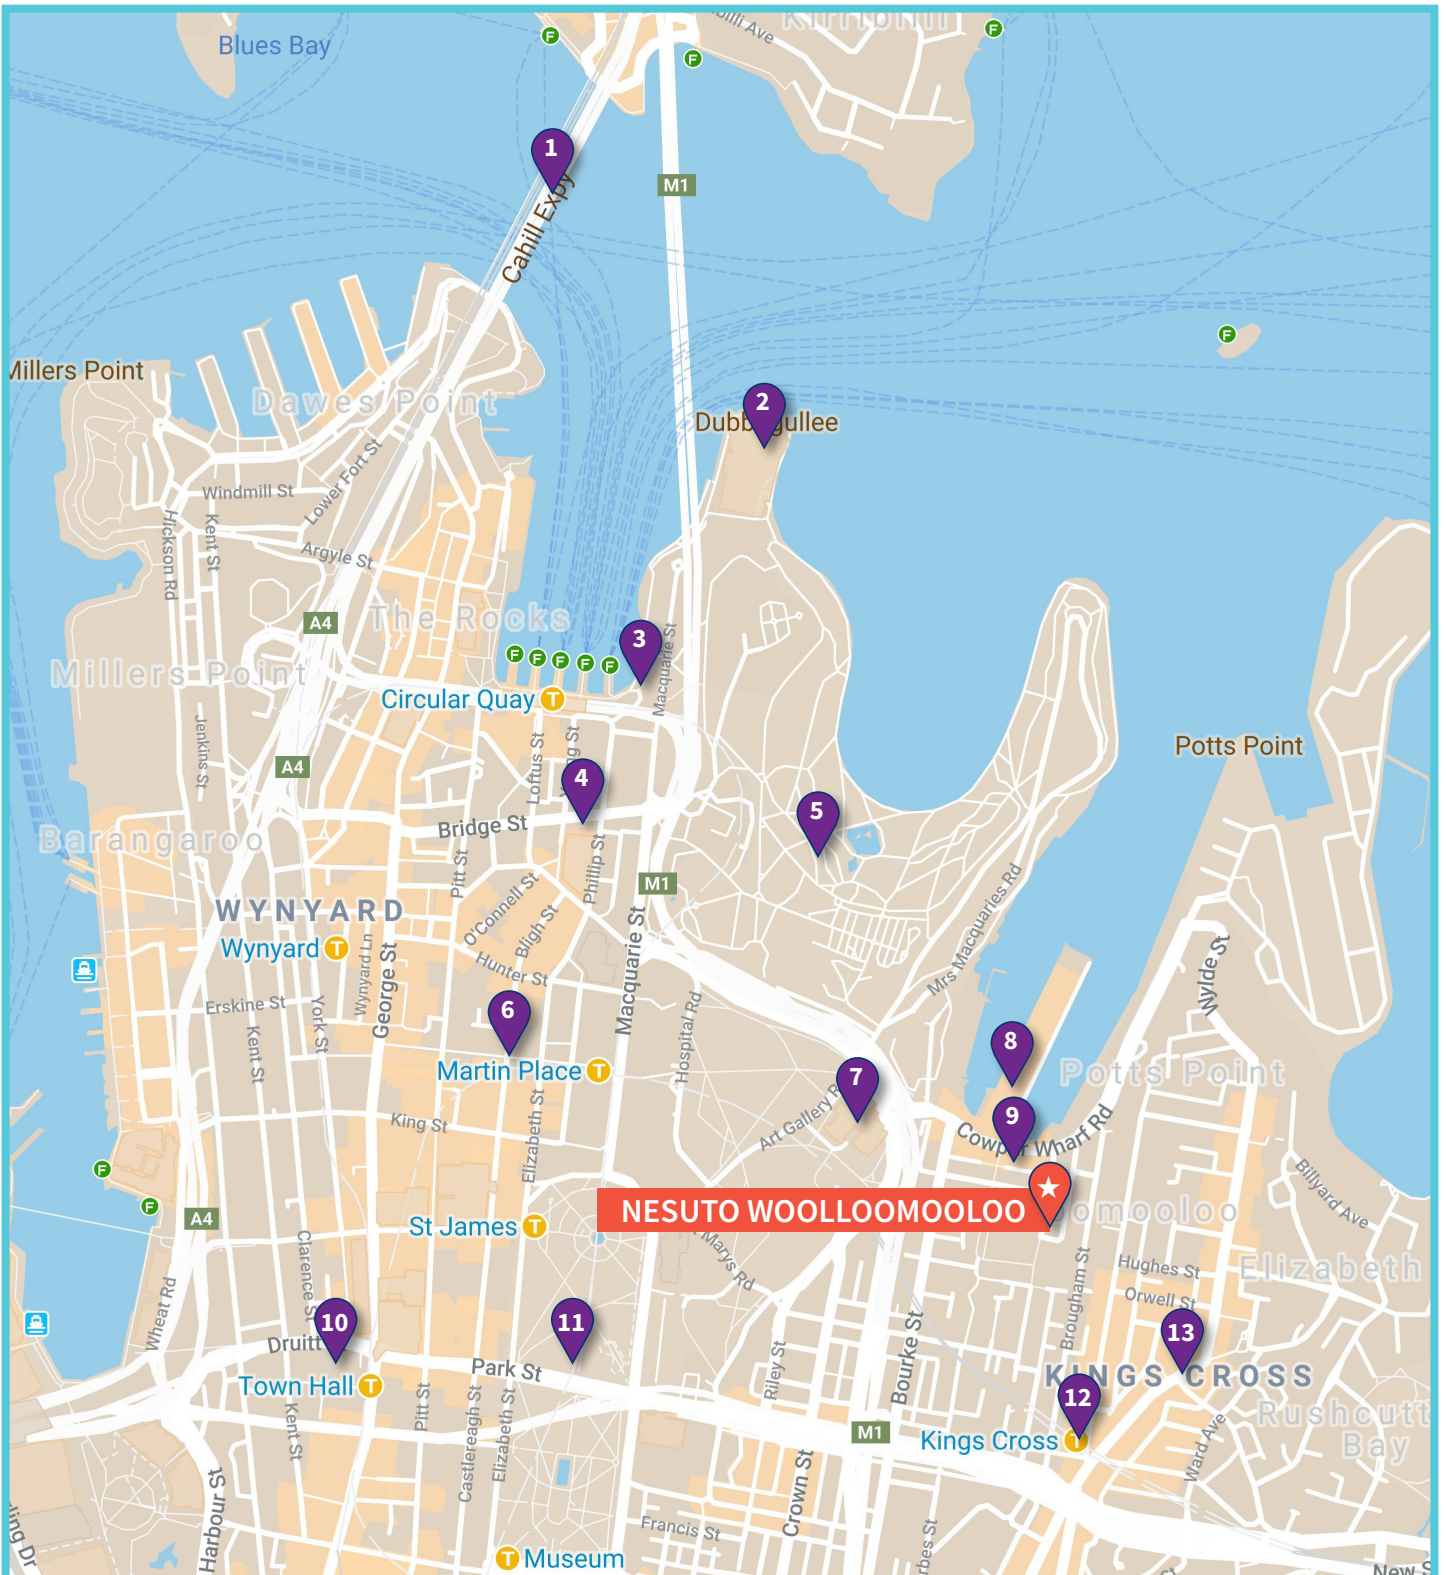 Kirribilli
Blues Bay
F
F
F
1
M1
Cahill Expy
F
Millers Point
Dawes Point
2
Lower Fort St
Windmill St
Hickson Rd
Kent St
Argyle St
A4
The Rocks
3
Macquarie St
F F F F F
Millers Point
Circular Quay T
Jenkins St
Loftus St
Potts Point
A4
4
5
Bridge St
Barangaroo
Pitt St
Phillip St
M1
O'Connell St
Bligh St
WYNYARD
Wynyard T
Wynyard Ln
George St
Hunter St
Macquarie St
Mrs Macquaries Rd
Wylde St
Erskine St
York St
Kent St
6
Hospital Rd
8
Martin Place T
7
Potts Point
Art Gallery
King St
Elizabeth St
9
Wharf Rd
F
F
Billyard Ave
NESUTO WOOLLOOMOOLOO
A4
St James T
Marys Rd
Clarence St
Hughes St
Elizabeth
Orwell St
Brougham St
Wheat Rd
10
11
13
Druitt
Park St
Riley St
Bourke St
KINGS CROSS
Town Hall T
12
Pitt St
Castlereagh St
Elizabeth St
Kent St
M1
Kings Cross T
Ward Ave
Rushcutt
Bay
Harbour St
Crown St
Francis St
T Museum